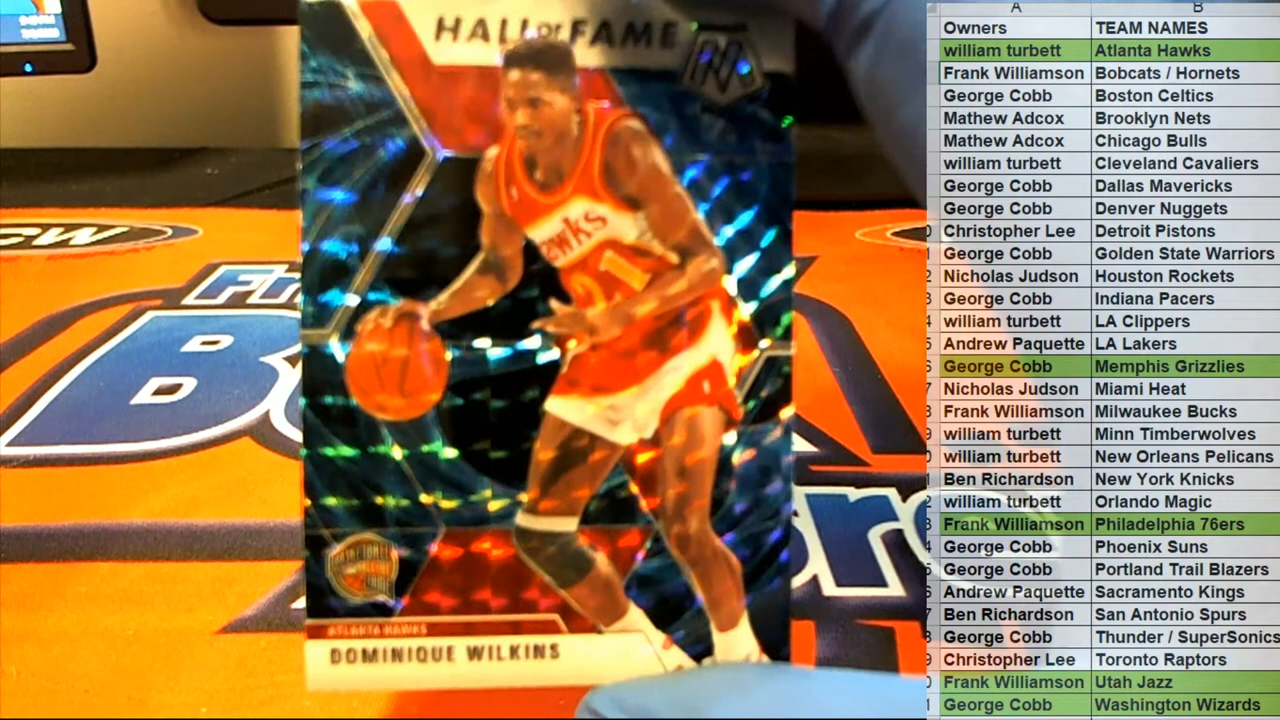 HALL OF FAME
Hawks
21
ATLANTA HAWKS
DOMINIQUE WILKINS
CW
Fr
A B
Owners TEAM NAMES
william turbett Atlanta Hawks
Frank Williamson Bobcats / Hornets
George Cobb Boston Celtics
Mathew Adcox Brooklyn Nets
Mathew Adcox Chicago Bulls
william turbett Cleveland Cavaliers
George Cobb Dallas Mavericks
George Cobb Denver Nuggets
Christopher Lee Detroit Pistons
George Cobb Golden State Warriors
Nicholas Judson Houston Rockets
George Cobb Indiana Pacers
william turbett LA Clippers
Andrew Paquette LA Lakers
George Cobb Memphis Grizzlies
Nicholas Judson Miami Heat
Frank Williamson Milwaukee Bucks
william turbett Minn Timberwolves
william turbett New Orleans Pelicans
Ben Richardson New York Knicks
william turbett Orlando Magic
Frank Williamson Philadelphia 76ers
George Cobb Phoenix Suns
George Cobb Portland Trail Blazers
Andrew Paquette Sacramento Kings
Ben Richardson San Antonio Spurs
George Cobb Thunder / SuperSonics
Christopher Lee Toronto Raptors
Frank Williamson Utah Jazz
George Cobb Washington Wizards